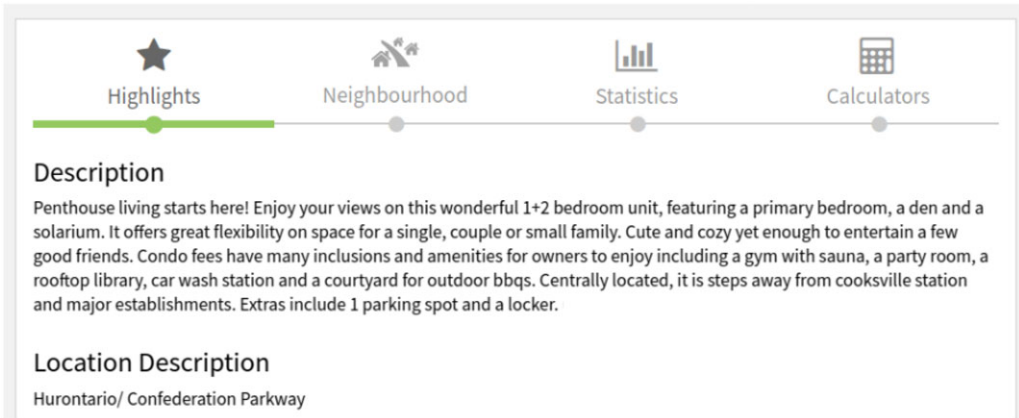 Highlights Neighbourhood Statistics Calculators
Description
Penthouse living starts here! Enjoy your views on this wonderful 1+2 bedroom unit, featuring a primary bedroom, a den and a
solarium. It offers great flexibility on space for a single, couple or small family. Cute and cozy yet enough to entertain a few
good friends. Condo fees have many inclusions and amenities for owners to enjoy including a gym with sauna, a party room, a
rooftop library, car wash station and a courtyard for outdoor bbqs. Centrally located, it is steps away from cooksville station
and major establishments. Extras include 1 parking spot and a locker.
Location Description
Hurontario/ Confederation Parkway